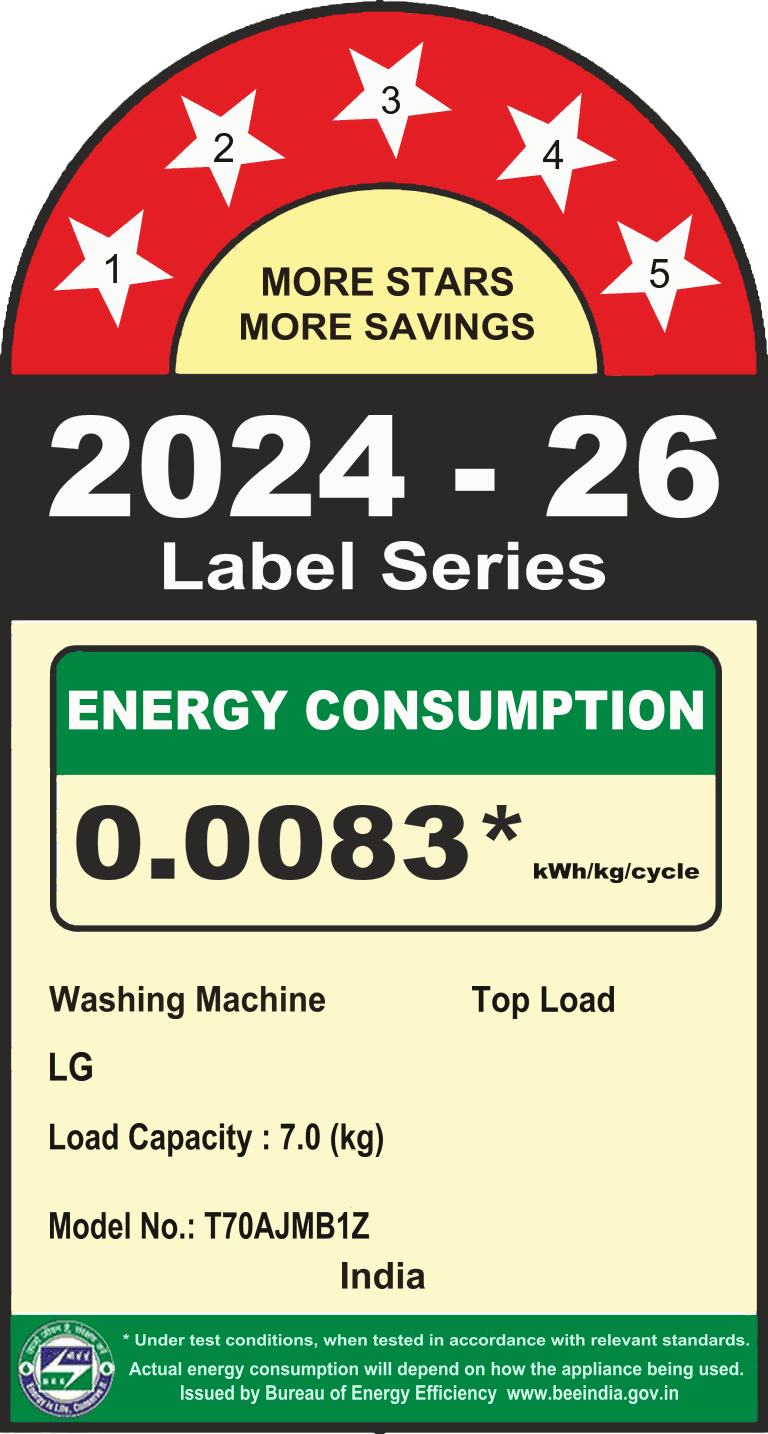 1
2
3
4
5
MORE STARS
MORE SAVINGS
2024 - 26
Label Series
ENERGY CONSUMPTION
0.0083* kWh/kg/cycle
Washing Machine Top Load
LG
Load Capacity : 7.0 (kg)
Model No.: T70AJMB1Z
India
* Under test conditions, when tested in accordance with relevant standards.
Actual energy consumption will depend on how the appliance being used.
Issued by Bureau of Energy Efficiency www.beeindia.gov.in